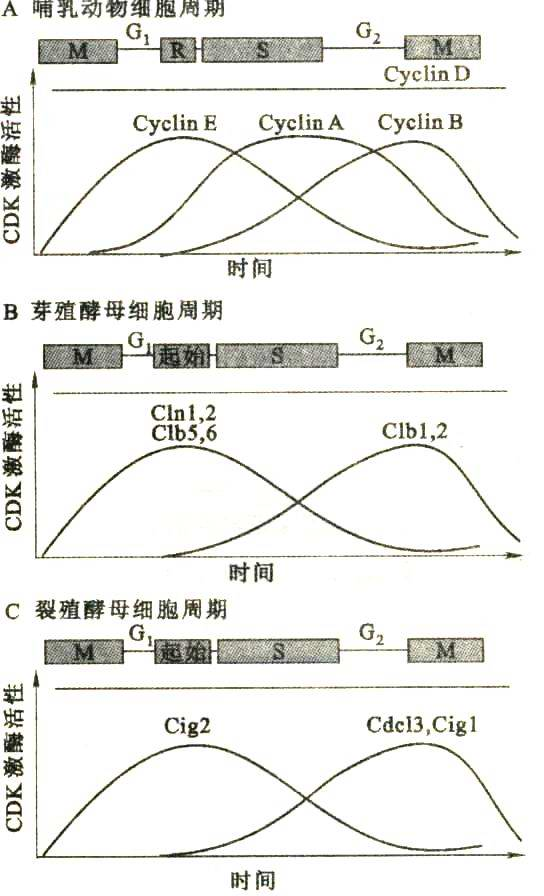 A 哺乳动物细胞周期
M G₁ R S G₂ M
Cyclin D
Cyclin E Cyclin A Cyclin B
CDK激酶活性
时间
B 芽殖酵母细胞周期
M G₁ 起始 S G₂ M
Cln1,2
Clb5,6 Clb1,2
CDK激酶活性
时间
C 裂殖酵母细胞周期
M G₁ 起始 S G₂ M
Cig2 Cdcl3,Cig1
CDK激酶活性
时间